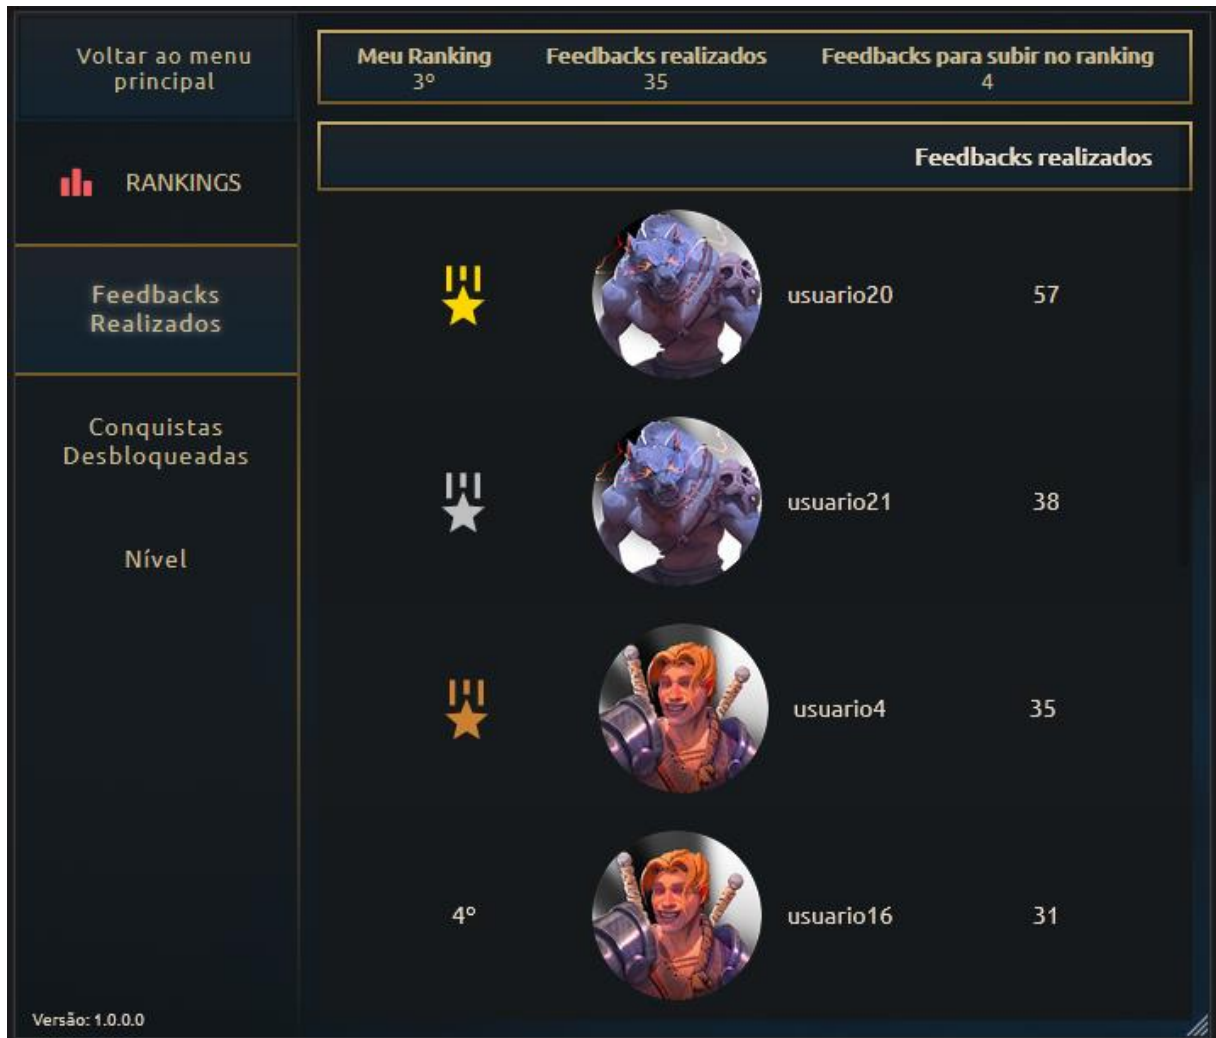 Voltar ao menu
principal
RANKINGS
Feedbacks
Realizados
Conquistas
Desbloqueadas
Nível
Versão: 1.0.0.0
Meu Ranking Feedbacks realizados Feedbacks para subir no ranking
3º 35 4
Feedbacks realizados
usuario20 57
usuario21 38
usuario4 35
4º usuario16 31